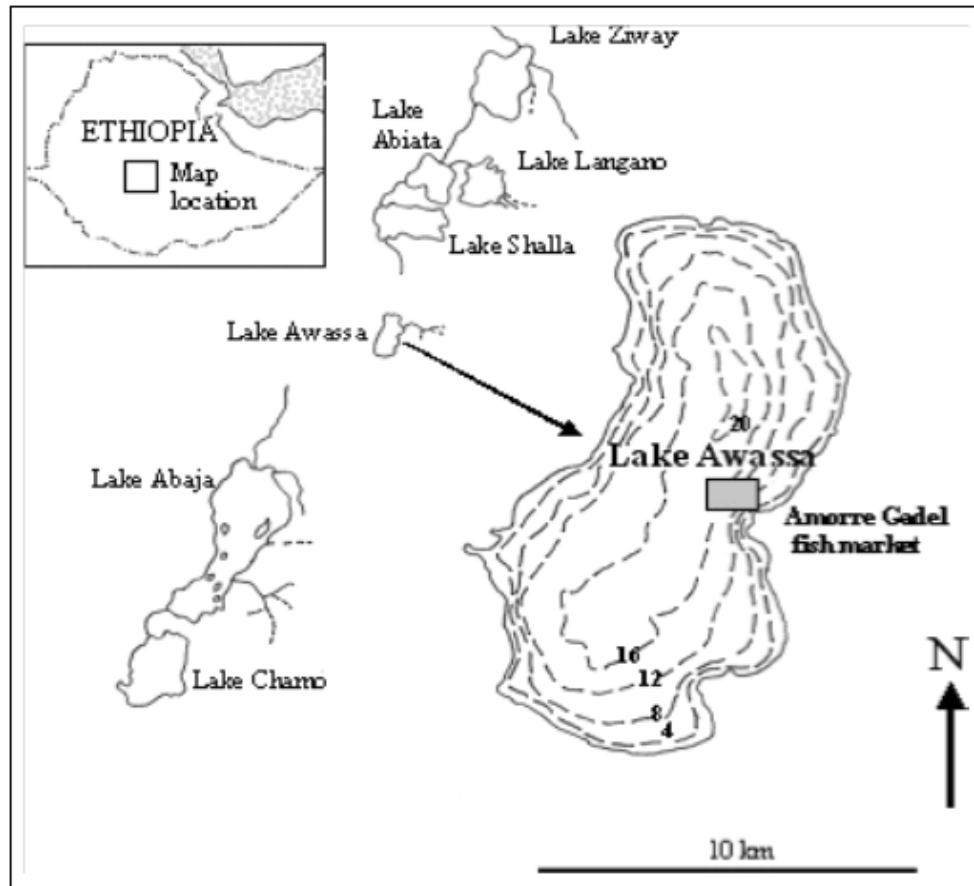 Lake Ziway
ETHIOPIA
Map
location
Lake
Abiata
Lake Langano
Lake Shalla
Lake Awassa
20
Lake Awassa
Lake Abaja
Amorre Gadel
fish market
16
12
8
4
Lake Chamo
N
10 km